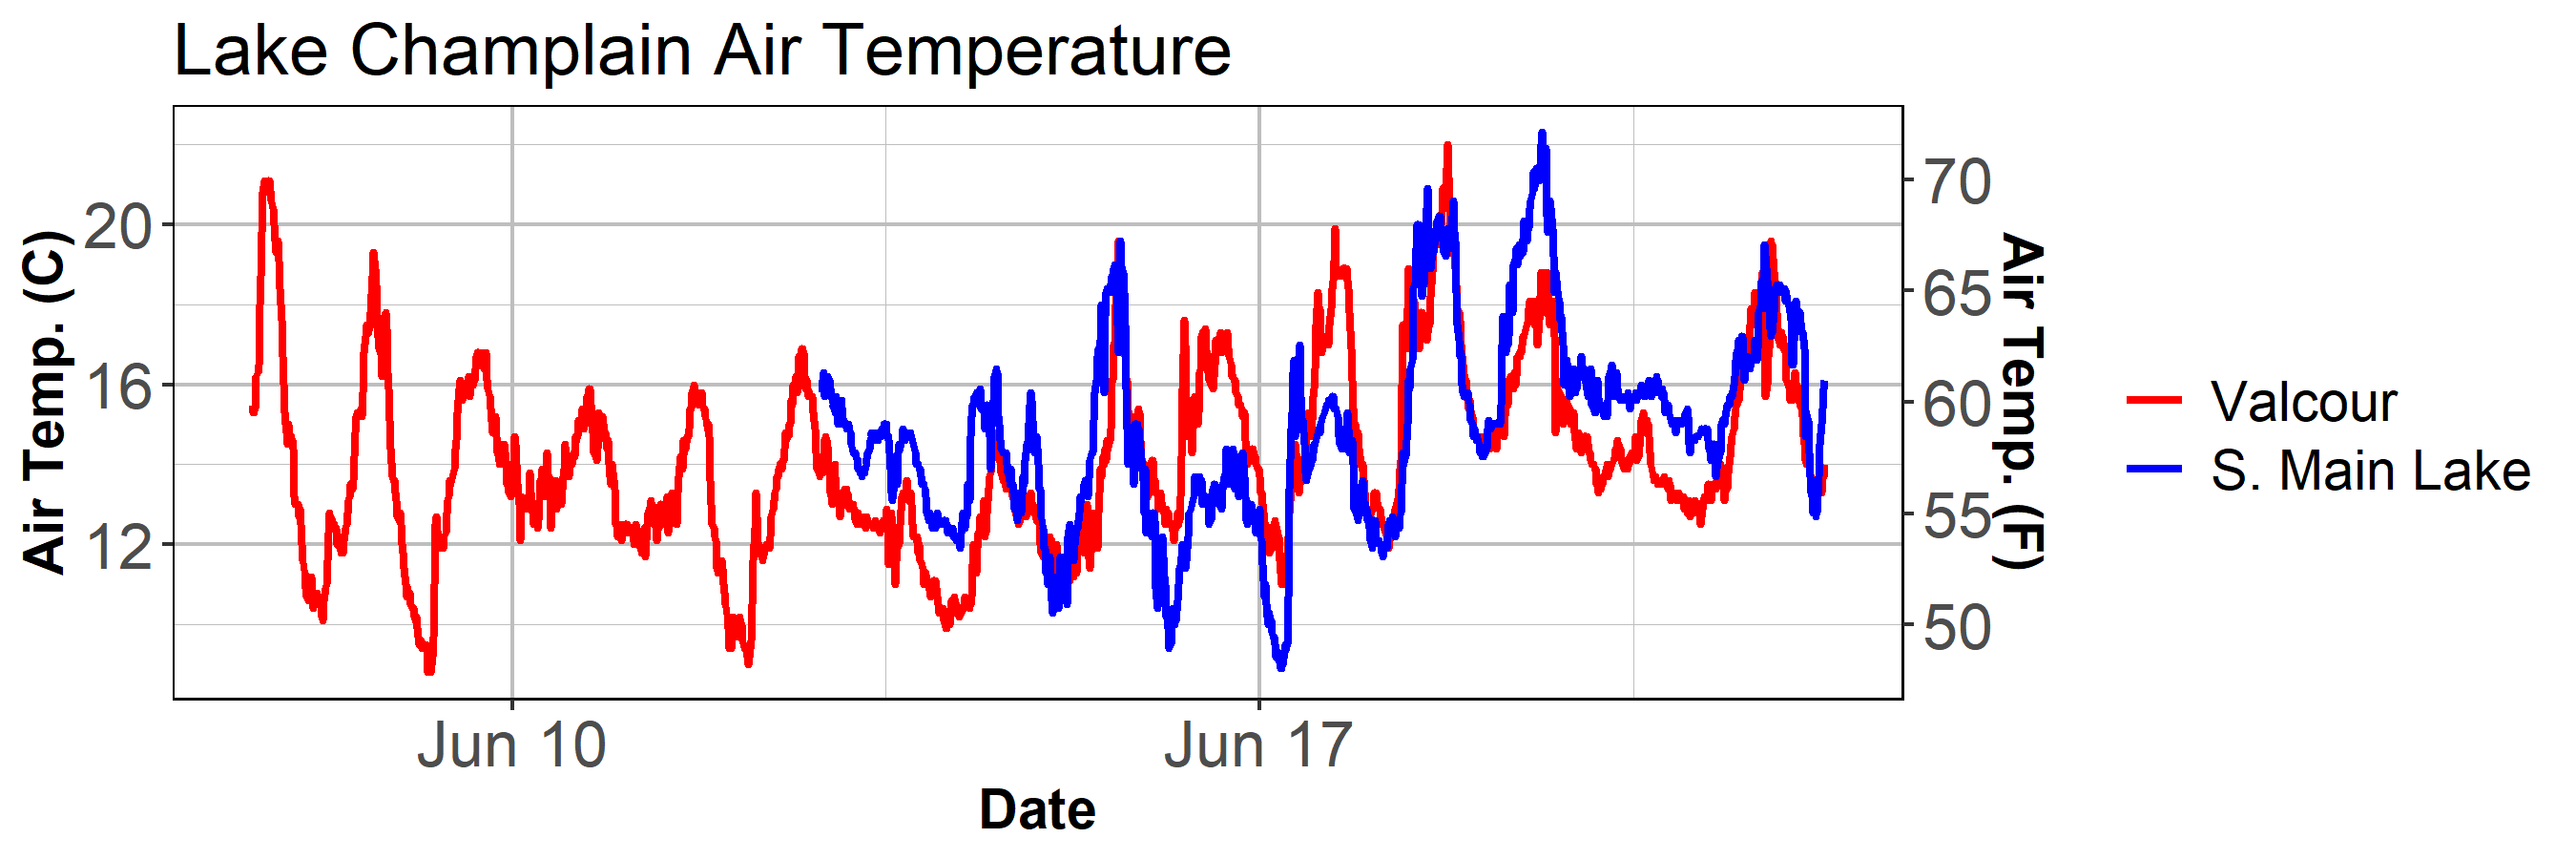 Lake Champlain Air Temperature
Air Temp. (C)
20
16
12
70
65
60
55
50
Air Temp. (F)
Jun 10
Jun 17
Date
Valcour
S. Main Lake